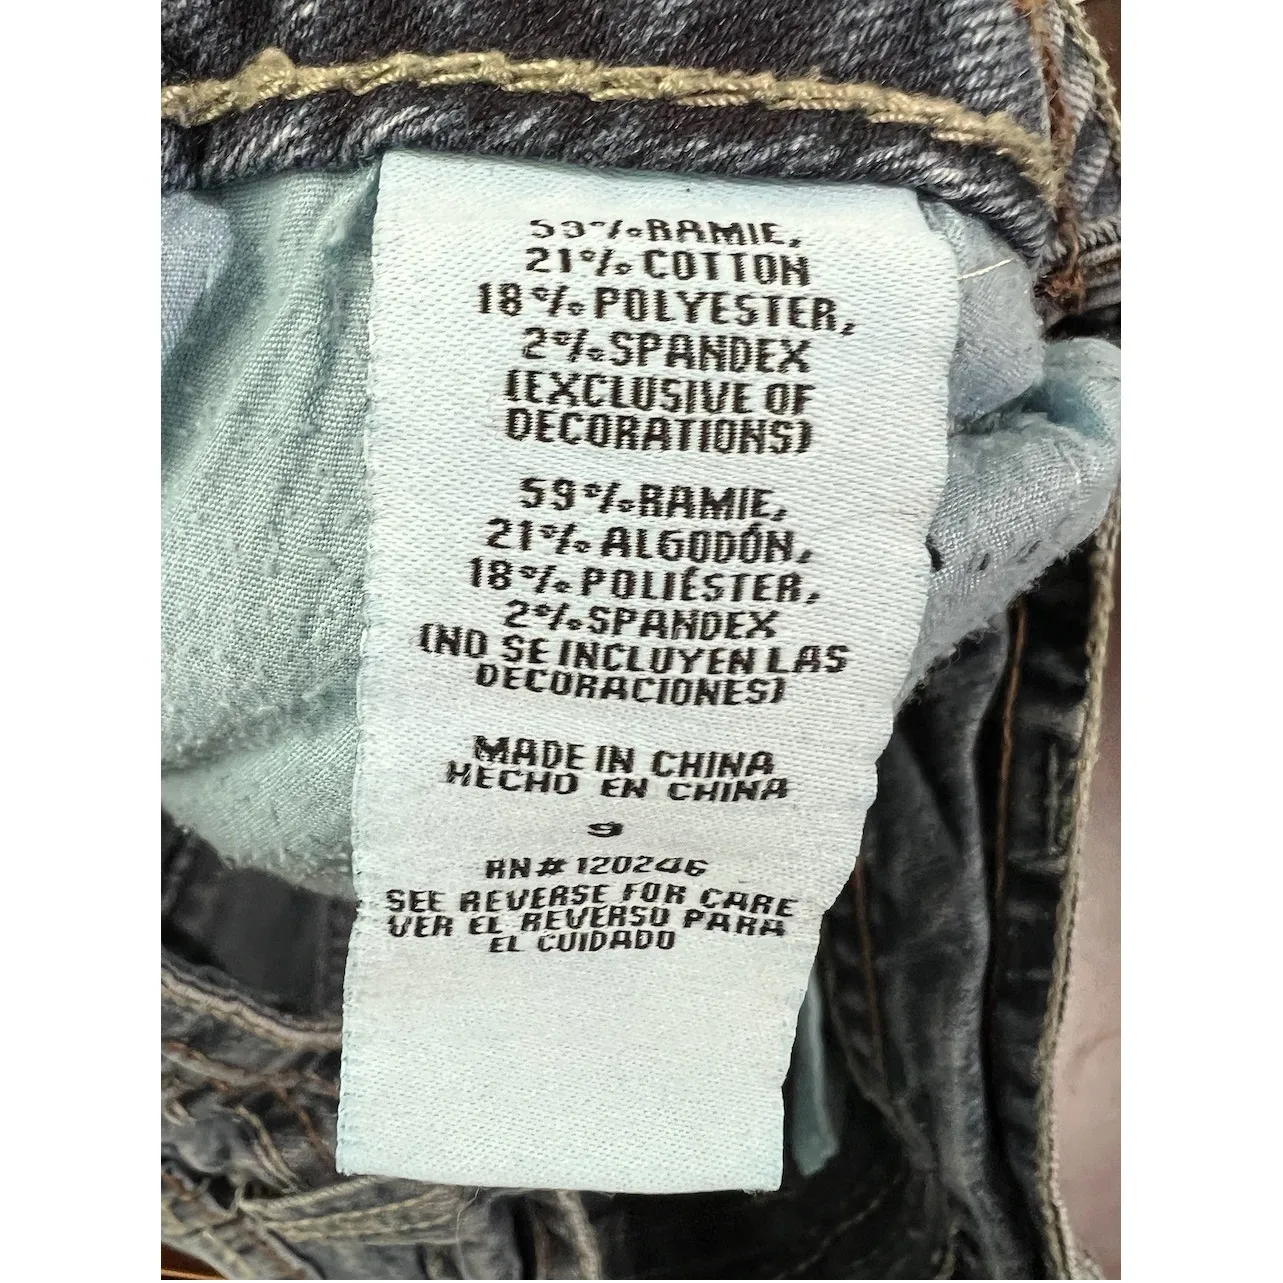 59%RAMIE,
21% COTTON
18% POLYESTER,
2% SPANDEX
(EXCLUSIVE OF
DECORATIONS)
59%RAMIE,
21% ALGODÓN,
18% POLIÉSTER,
2% SPANDEX
(NO SE INCLUYEN LAS
DECORACIONES)
MADE IN CHINA
HECHO EN CHINA
9
RN# 120246
SEE REVERSE FOR CARE
VER EL REVERSO PARA
EL CUIDADO